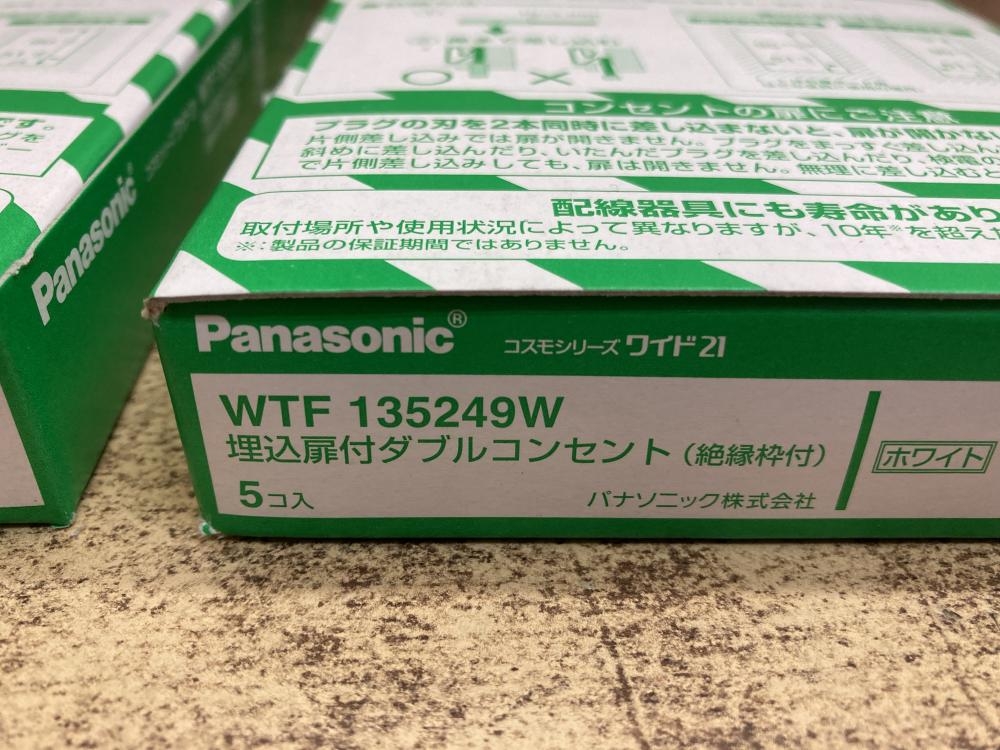 コンセントの扉にご注意
プラグの刃を2本同時に差し込まないと、扉が開かない
片側差し込みでは扉が開きません。プラグをまっすぐ差し込ん
斜めに差し込んだり、いたんだプラグを差し込んだり、検電の
で片側差し込みしても、扉は開きません。無理に差し込むと
配線器具にも寿命があり
取付場所や使用状況によって異なりますが、10年※を超え
※:製品の保証期間ではありません。
Panasonic
Panasonic® コスモシリーズ ワイド21
WTF 135249W
埋込扉付ダブルコンセント(絶縁枠付)
ホワイト
5コ入 パナソニック株式会社